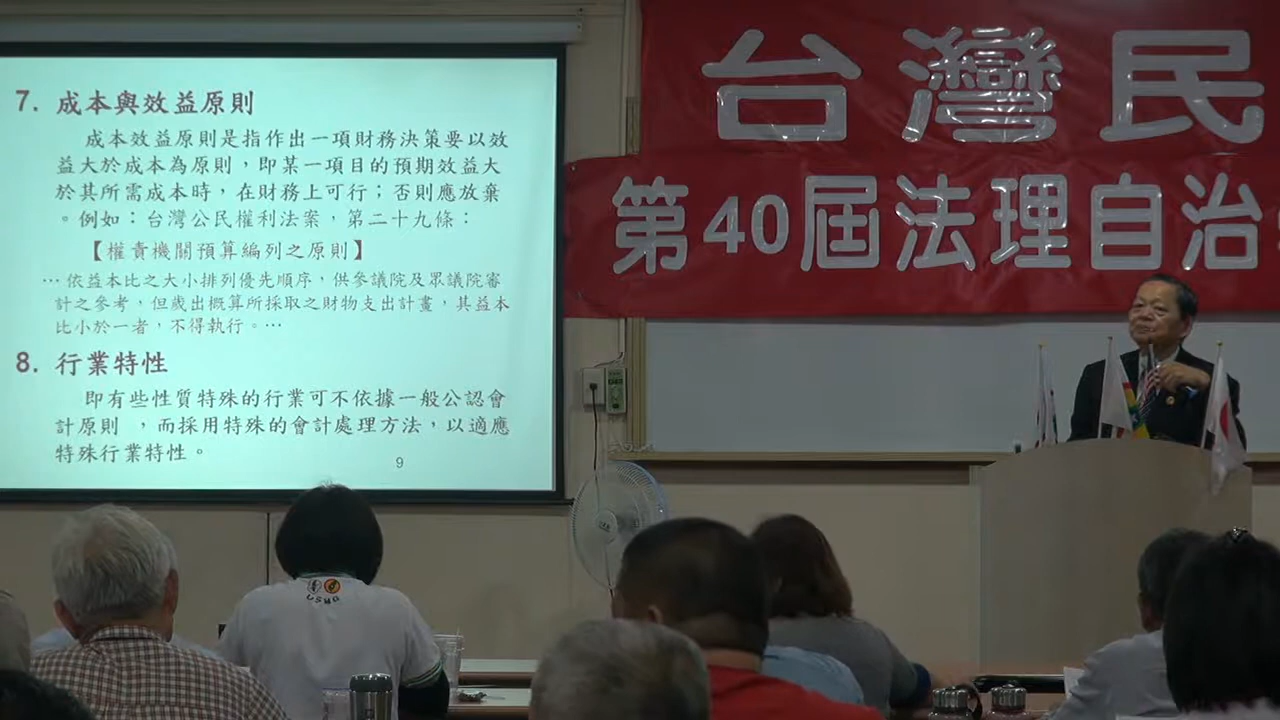 7. 成本與效益原則
成本效益原則是指作出一項財務決策要以效
益大於成本為原則，即某一項目的預期效益大
於其所需成本時，在財務上可行；否則應放棄
。例如：台灣公民權利法案，第二十九條：
【權責機關預算編列之原則】
… 依益本比之大小排列優先順序，供參議院及眾議院審
計之參考，但歲出概算所採取之財物支出計畫，其益本
比小於一者，不得執行。…
8. 行業特性
即有些性質特殊的行業可不依據一般公認會
計原則 ，而採用特殊的會計處理方法，以適應
特殊行業特性。
9
台灣民
第40屆法理自治
USMG